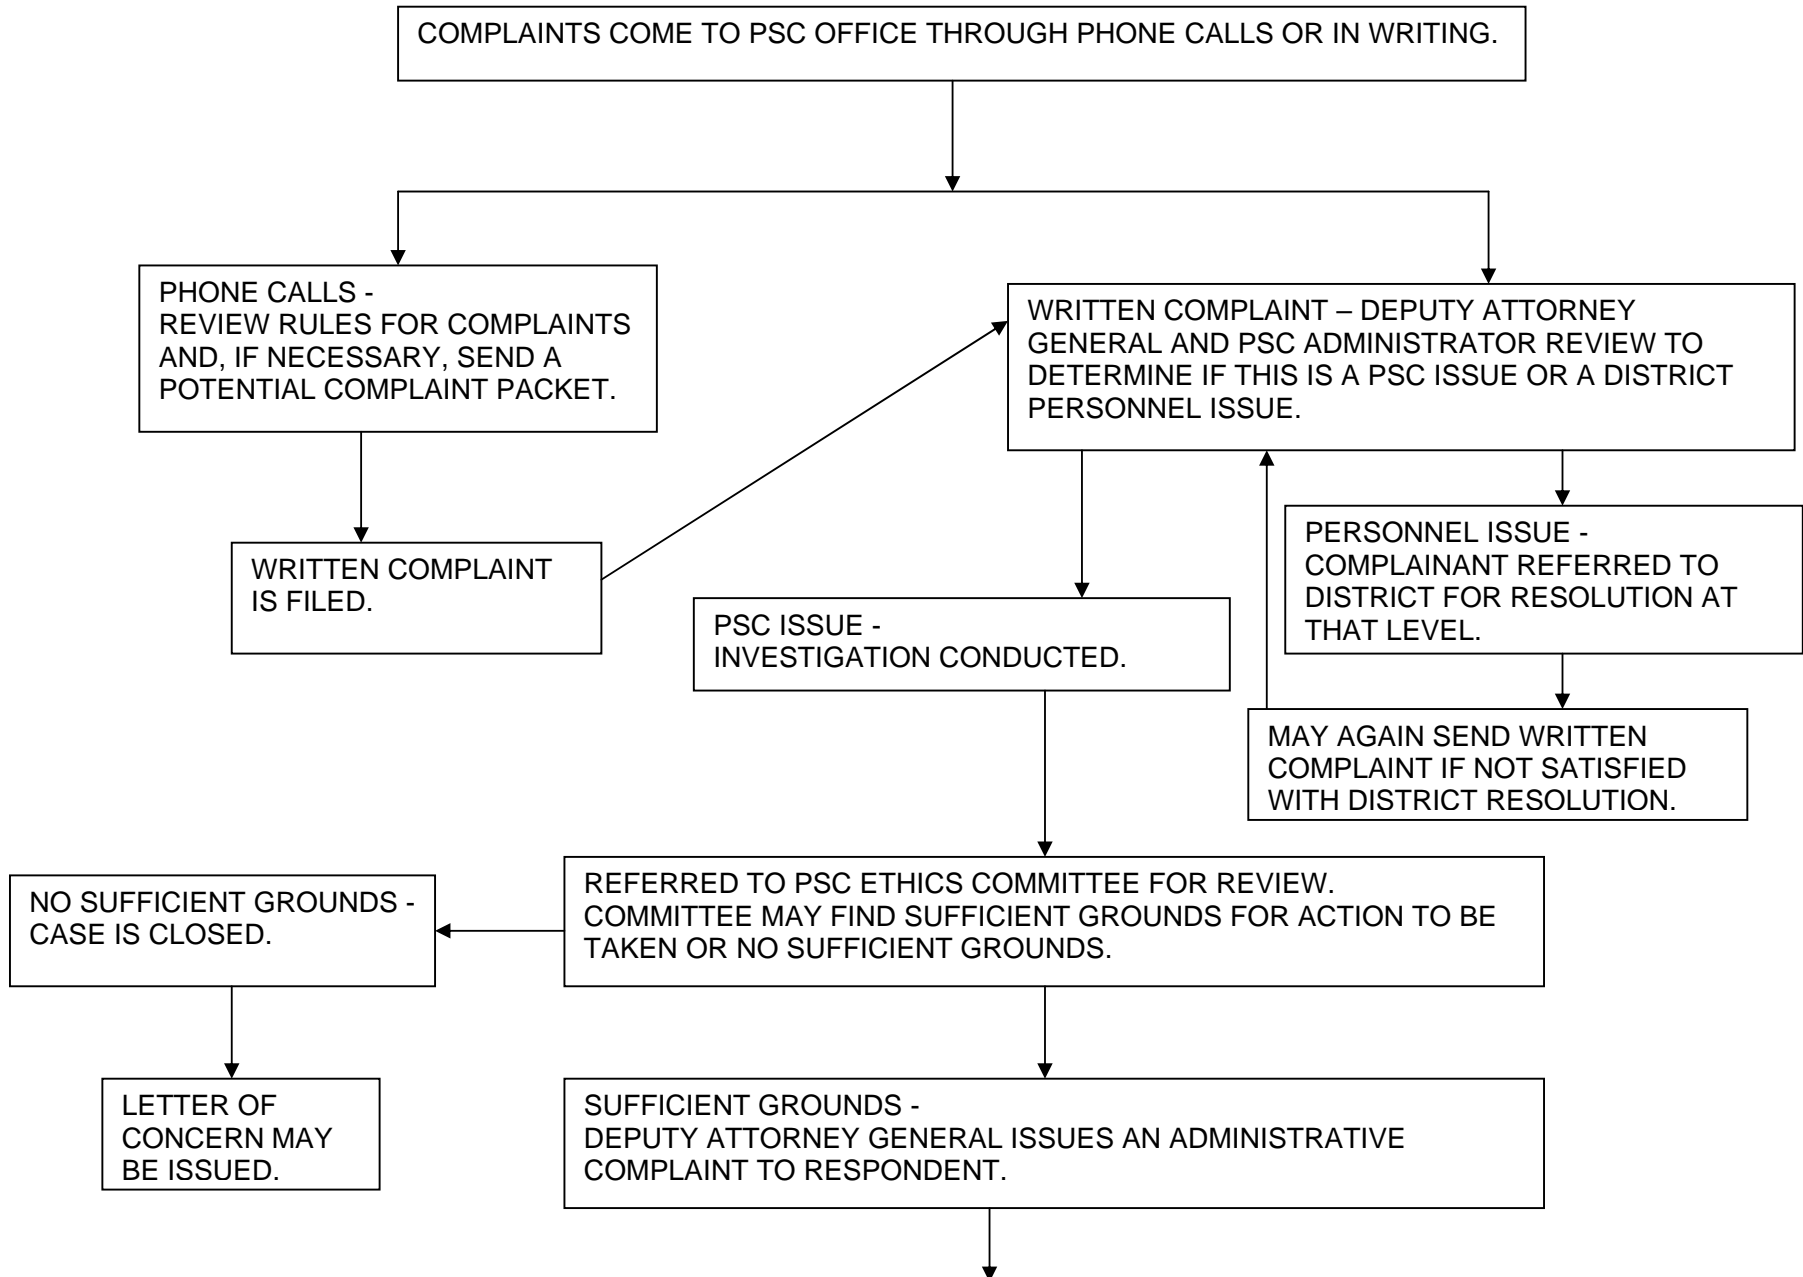 COMPLAINTS COME TO PSC OFFICE THROUGH PHONE CALLS OR IN WRITING.
PHONE CALLS -
REVIEW RULES FOR COMPLAINTS
AND, IF NECESSARY, SEND A
POTENTIAL COMPLAINT PACKET.
WRITTEN COMPLAINT – DEPUTY ATTORNEY
GENERAL AND PSC ADMINISTRATOR REVIEW TO
DETERMINE IF THIS IS A PSC ISSUE OR A DISTRICT
PERSONNEL ISSUE.
WRITTEN COMPLAINT
IS FILED.
PERSONNEL ISSUE -
COMPLAINANT REFERRED TO
DISTRICT FOR RESOLUTION AT
THAT LEVEL.
PSC ISSUE -
INVESTIGATION CONDUCTED.
MAY AGAIN SEND WRITTEN
COMPLAINT IF NOT SATISFIED
WITH DISTRICT RESOLUTION.
REFERRED TO PSC ETHICS COMMITTEE FOR REVIEW.
COMMITTEE MAY FIND SUFFICIENT GROUNDS FOR ACTION TO BE
TAKEN OR NO SUFFICIENT GROUNDS.
NO SUFFICIENT GROUNDS -
CASE IS CLOSED.
LETTER OF
CONCERN MAY
BE ISSUED.
SUFFICIENT GROUNDS -
DEPUTY ATTORNEY GENERAL ISSUES AN ADMINISTRATIVE
COMPLAINT TO RESPONDENT.